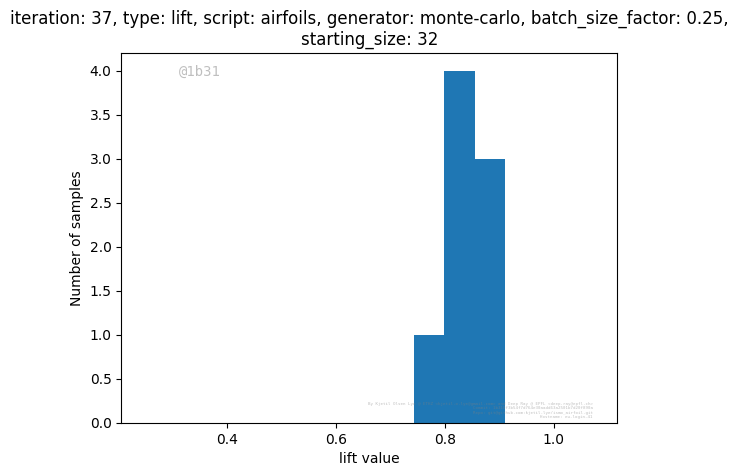 iteration: 37, type: lift, script: airfoils, generator: monte-carlo, batch_size_factor: 0.25,
starting_size: 32
@1b31
4.0
3.5
3.0
2.5
2.0
1.5
1.0
0.5
0.0
Number of samples
0.4 0.6 0.8 1.0
lift value